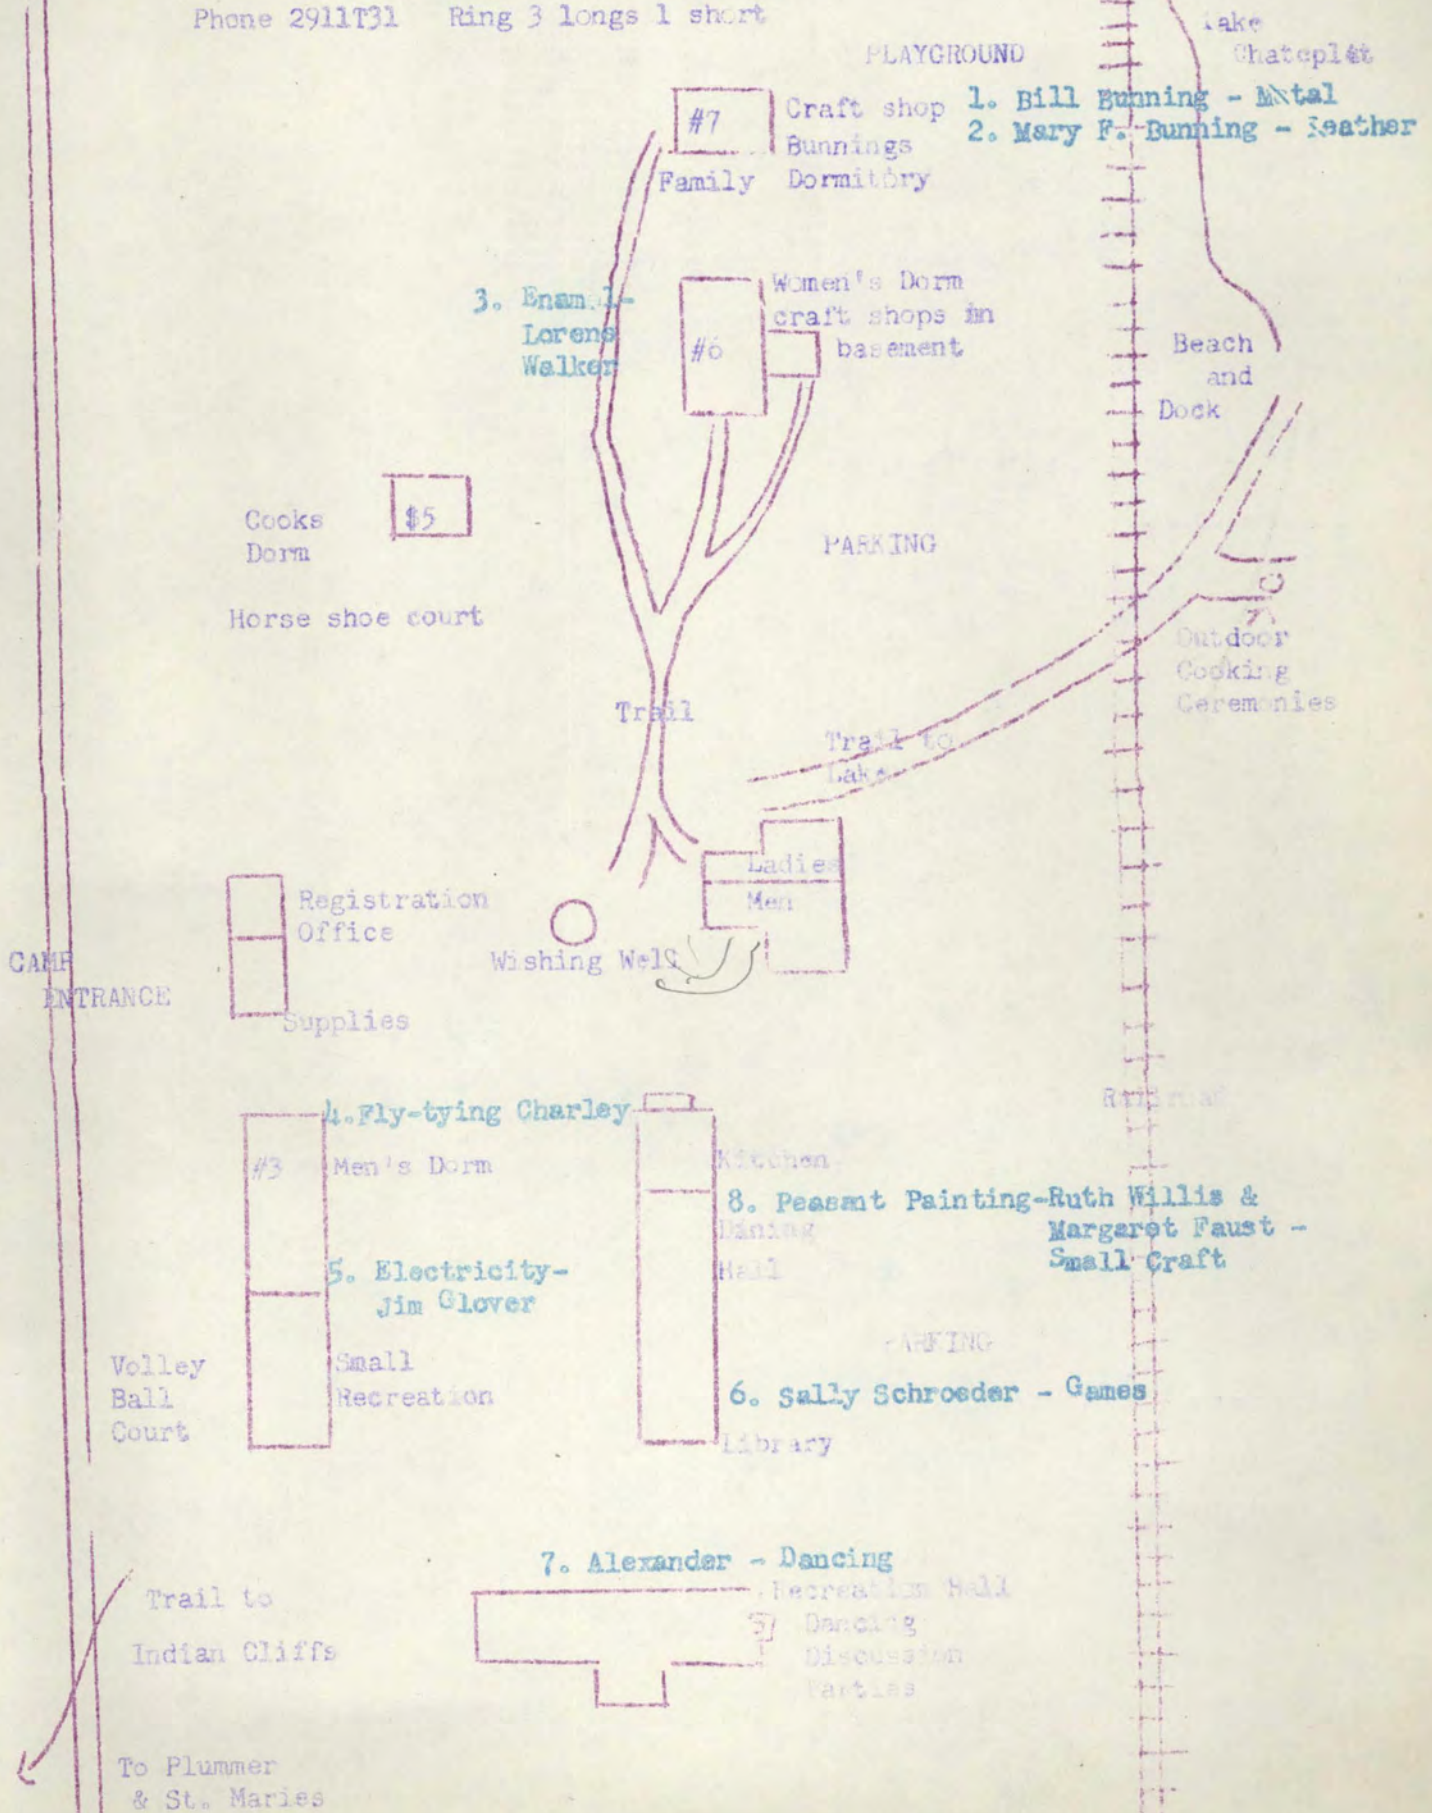 Phone 2911T31 Ring 3 longs 1 short
Lake
Chatcplet
PLAYGROUND
#7
Craft shop
Bunnings
Family Dormitory
1. Bill Bunning - Metal
2. Mary F. Bunning - Leather
3. Enamel-
Lorene
Walker
#6
Women's Dorm
craft shops in
basement
Beach
and
Dock
Cooks
Dorm
$5
PARKING
Horse shoe court
Outdoor
Cooking
Ceremonies
Trail
Trail to
Lake
Ladies
Men
Registration
Office
Wishing Well
CAMP
ENTRANCE
Supplies
4.Fly-tying Charley
#3
Men's Dorm
Kitchen
Railroad
8. Peasant Painting-Ruth Willis &
Margaret Faust -
Small Craft
Dining
Hall
5. Electricity-
Jim Glover
PARKING
Volley
Ball
Court
Small
Recreation
6. Sally Schroeder - Games
Library
7. Alexander - Dancing
Recreation Hall
Dancing
Discussion
Parties
Trail to
Indian Cliffs
To Plummer
& St. Maries